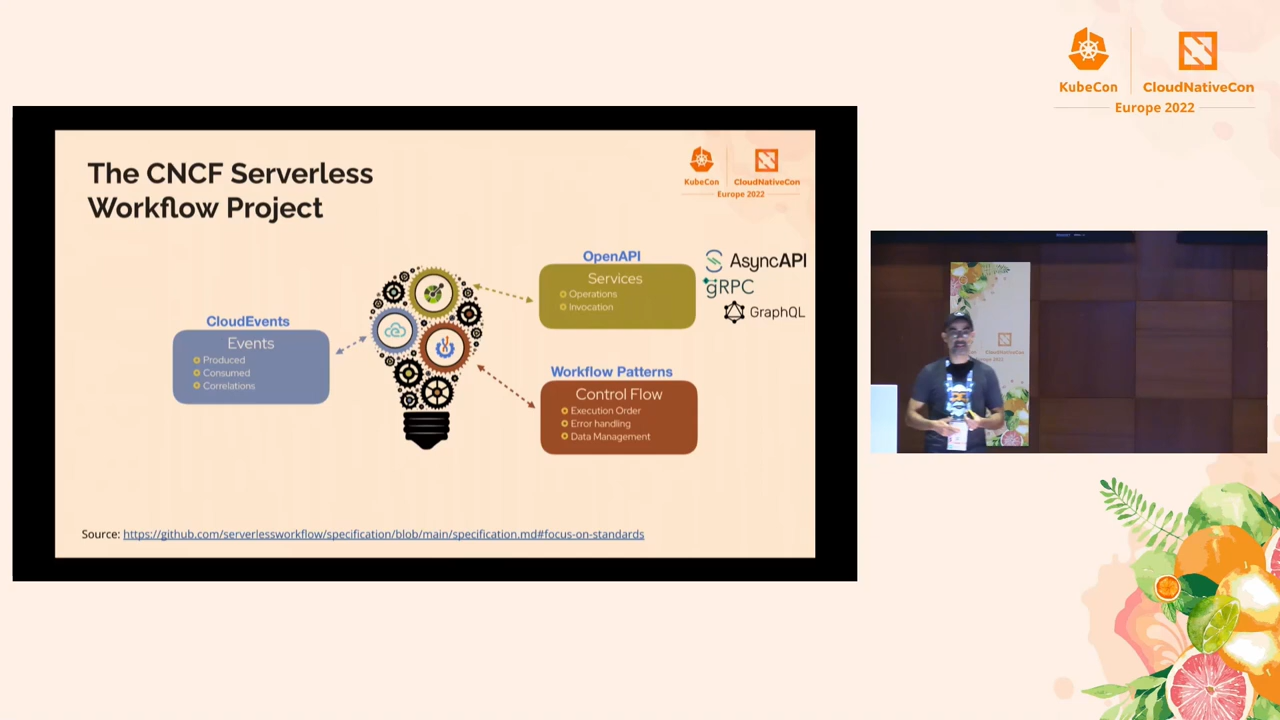 KubeCon
CloudNativeCon
Europe 2022
The CNCF Serverless
Workflow Project
KubeCon
CloudNativeCon
Europe 2022
OpenAPI
Services
Operations
Invocation
AsyncAPI
gRPC
GraphQL
CloudEvents
Events
Produced
Consumed
Correlations
Workflow Patterns
Control Flow
Execution Order
Error handling
Data Management
Source: https://github.com/serverlessworkflow/specification/blob/main/specification.md#focus-on-standards